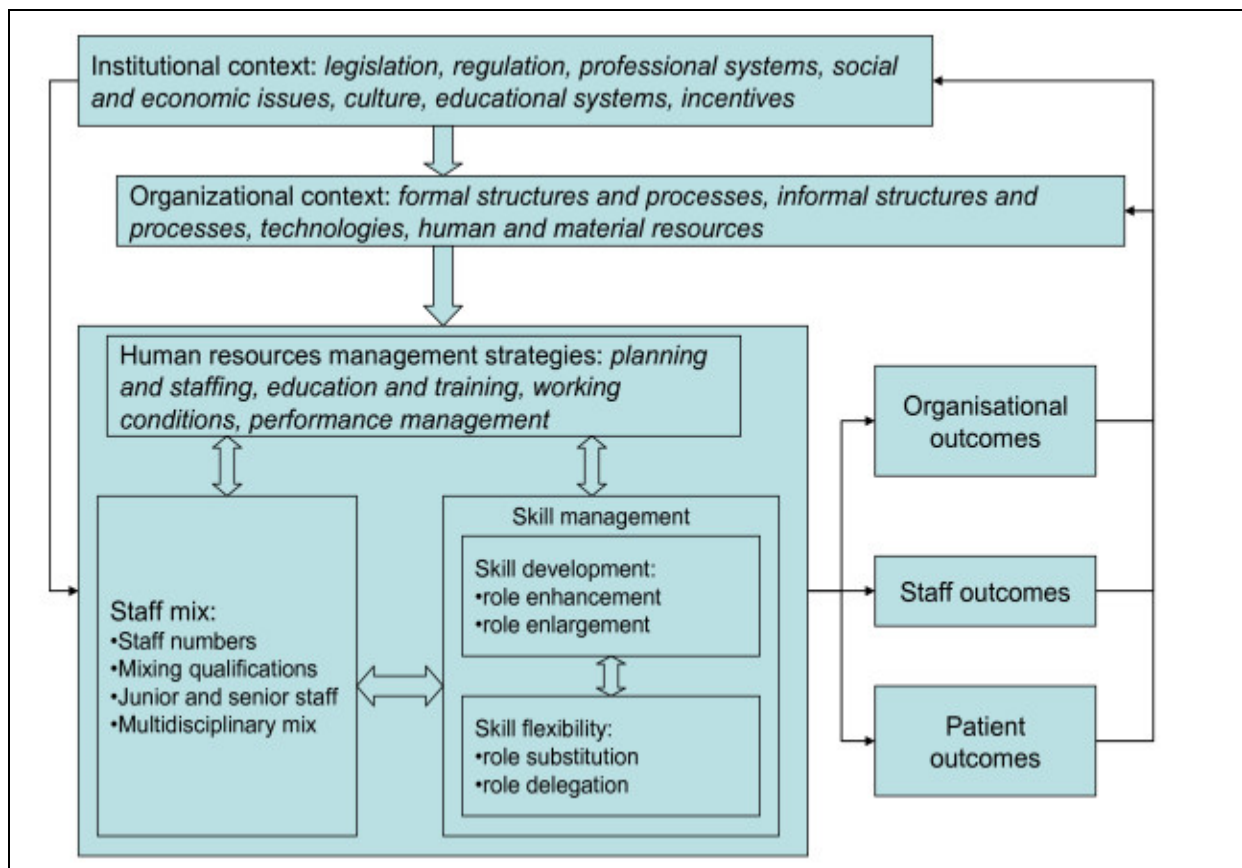 Institutional context: legislation, regulation, professional systems, social
and economic issues, culture, educational systems, incentives
Organizational context: formal structures and processes, informal structures and
processes, technologies, human and material resources
Human resources management strategies: planning
and staffing, education and training, working
conditions, performance management
Staff mix:
•Staff numbers
•Mixing qualifications
•Junior and senior staff
•Multidisciplinary mix
Skill management
Skill development:
•role enhancement
•role enlargement
Skill flexibility:
•role substitution
•role delegation
Organisational
outcomes
Staff outcomes
Patient
outcomes